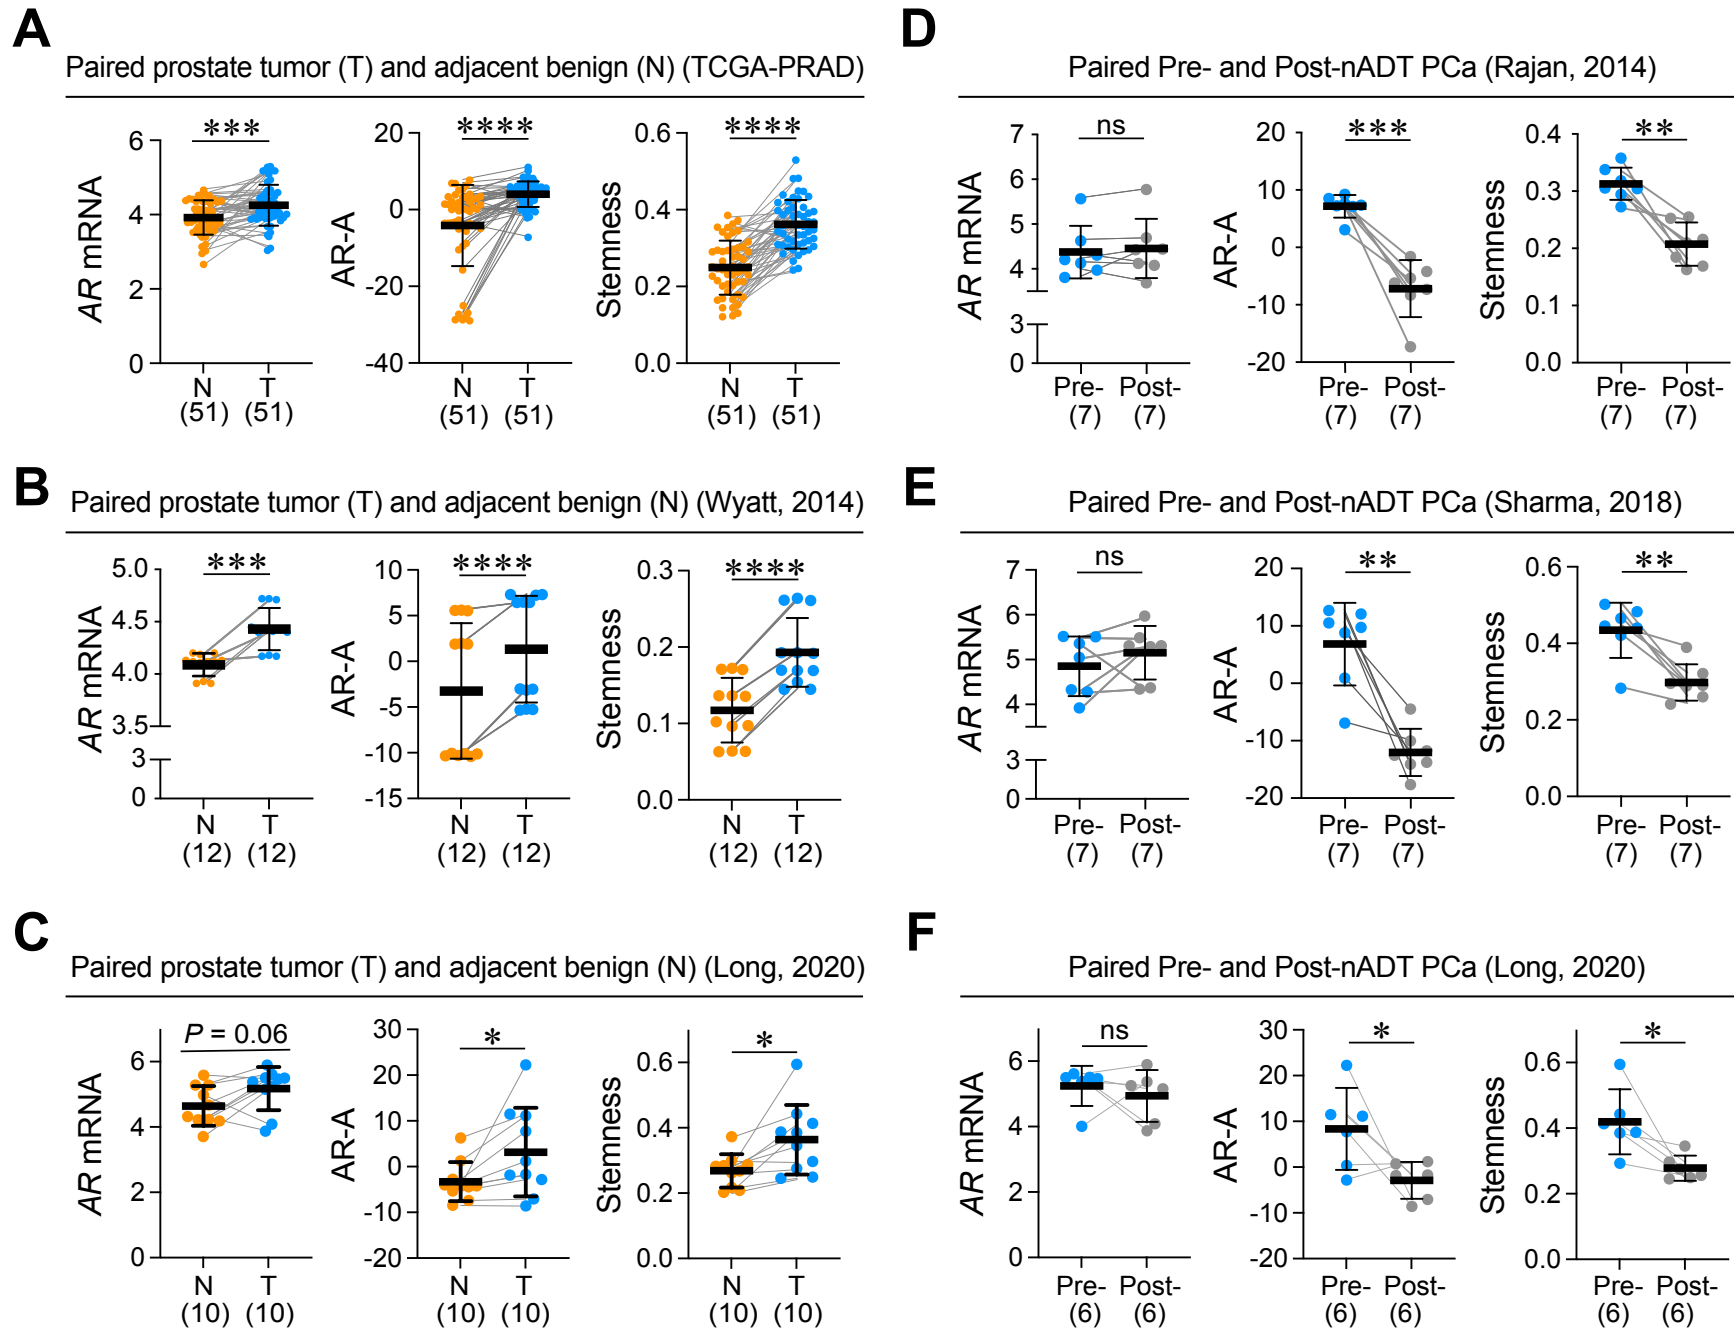 A
Paired prostate tumor (T) and adjacent benign (N) (TCGA-PRAD)
AR mRNA
6
4
2
0
***
N
(51)
T
(51)
AR-A
20
0
-20
-40
****
N
(51)
T
(51)
Stemness
0.6
0.4
0.2
0.0
****
N
(51)
T
(51)
B
Paired prostate tumor (T) and adjacent benign (N) (Wyatt, 2014)
AR mRNA
5.0
4.5
4.0
3.5
3
0
***
N
(12)
T
(12)
AR-A
10
5
0
-5
-10
-15
****
N
(12)
T
(12)
Stemness
0.3
0.2
0.1
0.0
****
N
(12)
T
(12)
C
Paired prostate tumor (T) and adjacent benign (N) (Long, 2020)
AR mRNA
6
4
2
0
P = 0.06
N
(10)
T
(10)
AR-A
30
20
10
0
-10
-20
*
N
(10)
T
(10)
Stemness
0.6
0.4
0.2
0.0
*
N
(10)
T
(10)
D
Paired Pre- and Post-nADT PCa (Rajan, 2014)
AR mRNA
7
6
5
4
3
0
ns
Pre-
(7)
Post-
(7)
AR-A
20
10
0
-10
-20
***
Pre-
(7)
Post-
(7)
Stemness
0.4
0.3
0.2
0.1
0.0
**
Pre-
(7)
Post-
(7)
E
Paired Pre- and Post-nADT PCa (Sharma, 2018)
AR mRNA
7
6
5
4
3
0
ns
Pre-
(7)
Post-
(7)
AR-A
20
10
0
-10
-20
**
Pre-
(7)
Post-
(7)
Stemness
0.6
0.4
0.2
0.0
**
Pre-
(7)
Post-
(7)
F
Paired Pre- and Post-nADT PCa (Long, 2020)
AR mRNA
6
4
2
0
ns
Pre-
(6)
Post-
(6)
AR-A
30
20
10
0
-10
-20
*
Pre-
(6)
Post-
(6)
Stemness
0.6
0.4
0.2
0.0
*
Pre-
(6)
Post-
(6)